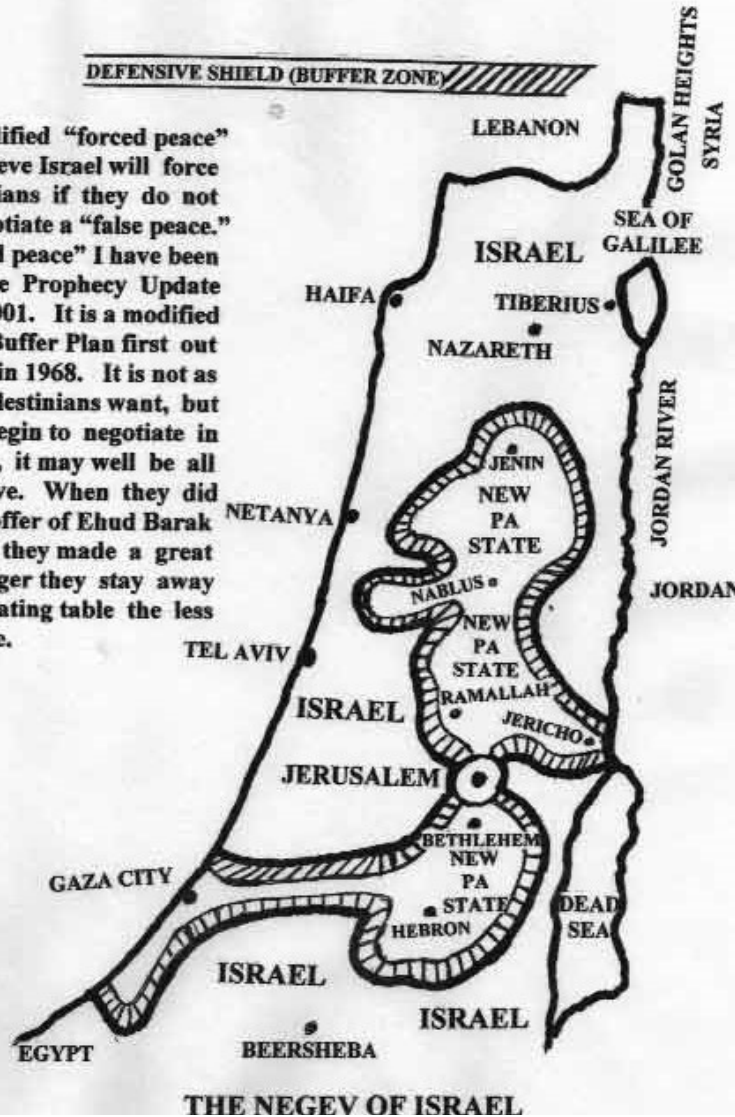 DEFENSIVE SHIELD (BUFFER ZONE)
GOLAN HEIGHTS
SYRIA
LEBANON
lified “forced peace”
eve Israel will force
ians if they do not
otiate a “false peace.”
l peace” I have been
e Prophecy Update
001. It is a modified
Buffer Plan first out
in 1968. It is not as
lestinians want, but
egin to negotiate in
, it may well be all
ve. When they did
offer of Ehud Barak
they made a great
ger they stay away
ating table the less
e.
ISRAEL
SEA OF
GALILEE
HAIFA
TIBERIUS
NAZARETH
JORDAN RIVER
JENIN
NEW
PA
STATE
NETANYA
NABLUS
JORDAN
NEW
PA
STATE
TEL AVIV
RAMALLAH
ISRAEL
JERICHO
JERUSALEM
BETHLEHEM
NEW
PA
STATE
GAZA CITY
HEBRON
DEAD
SEA
ISRAEL
ISRAEL
EGYPT
BEERSHEBA
THE NEGEV OF ISRAEL